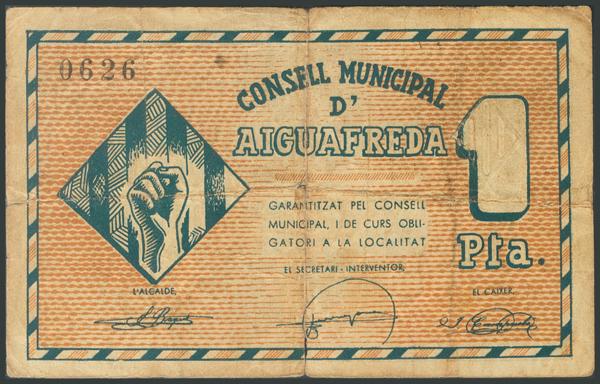 0626
CONSELL MUNICIPAL
D'
AIGUAFREDA
1
Pta.
GARANTITZAT PEL CONSELL
MUNICIPAL, I DE CURS OBLI-
GATORI A LA LOCALITAT
EL SECRETARI - INTERVENTOR,
L'ALCALDE,
EL CAIXER,